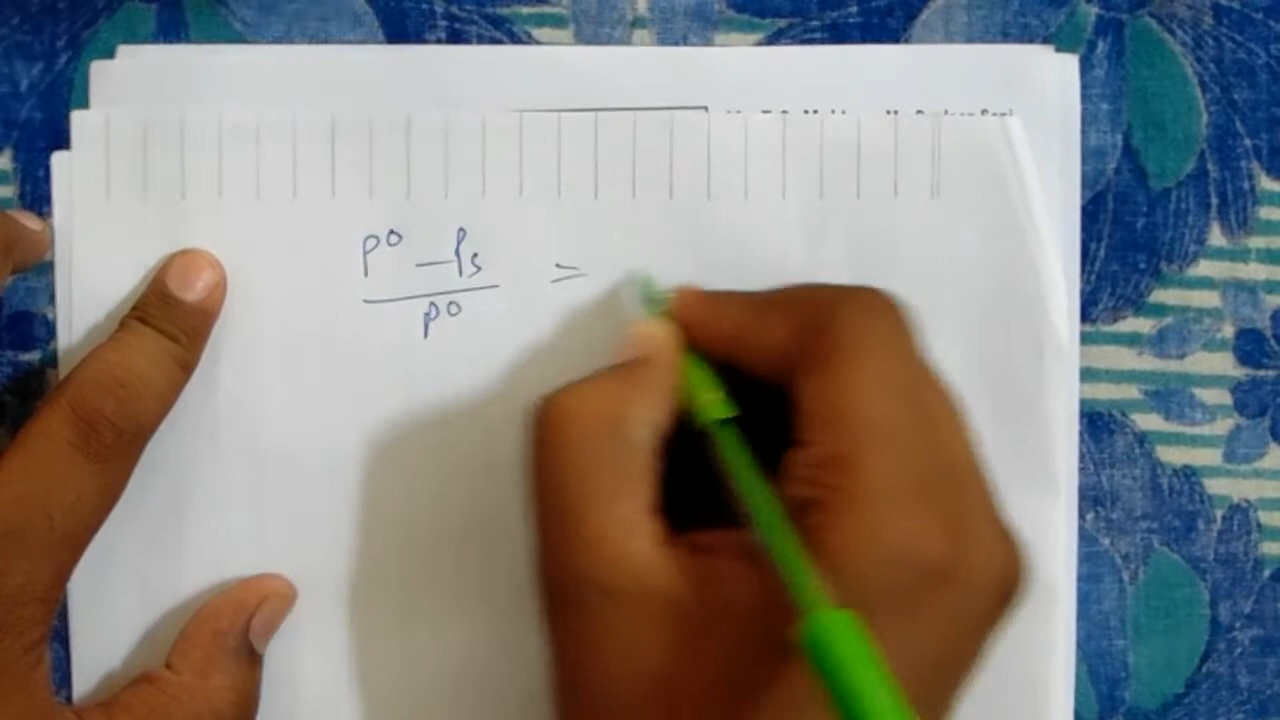 P° - Ps
――― =
P°